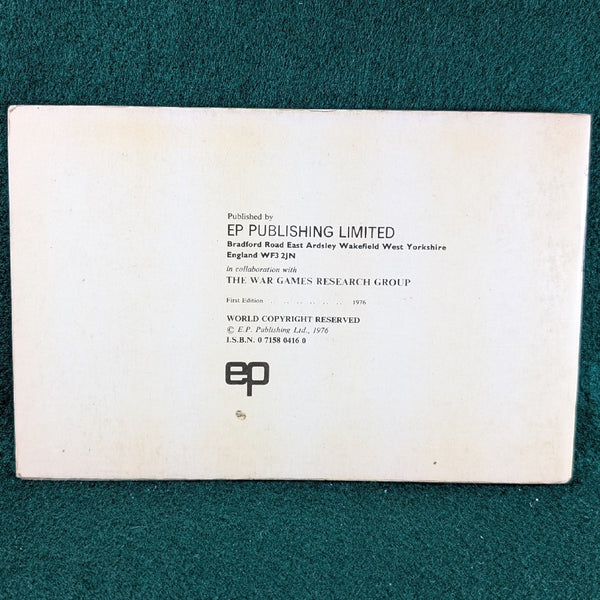 Published by
EP PUBLISHING LIMITED
Bradford Road East Ardsley Wakefield West Yorkshire
England WF3 2JN
in collaboration with
THE WAR GAMES RESEARCH GROUP
First Edition .. .. .. .. .. .. 1976
WORLD COPYRIGHT RESERVED
© E.P. Publishing Ltd., 1976
I.S.B.N. 0 7158 0416 0
ep